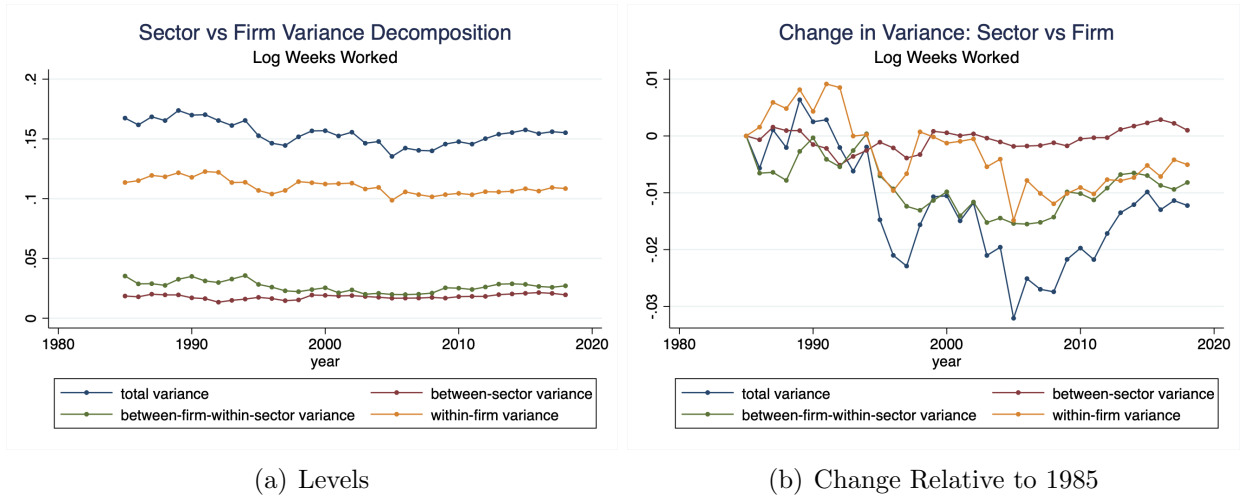 Sector vs Firm Variance Decomposition
Log Weeks Worked
.2
.15
.1
.05
0
1980 1990 2000 2010 2020
year
total variance between-sector variance
between-firm-within-sector variance within-firm variance
(a) Levels
Change in Variance: Sector vs Firm
Log Weeks Worked
.01
0
-.01
-.02
-.03
1980 1990 2000 2010 2020
year
total variance between-sector variance
between-firm-within-sector variance within-firm variance
(b) Change Relative to 1985